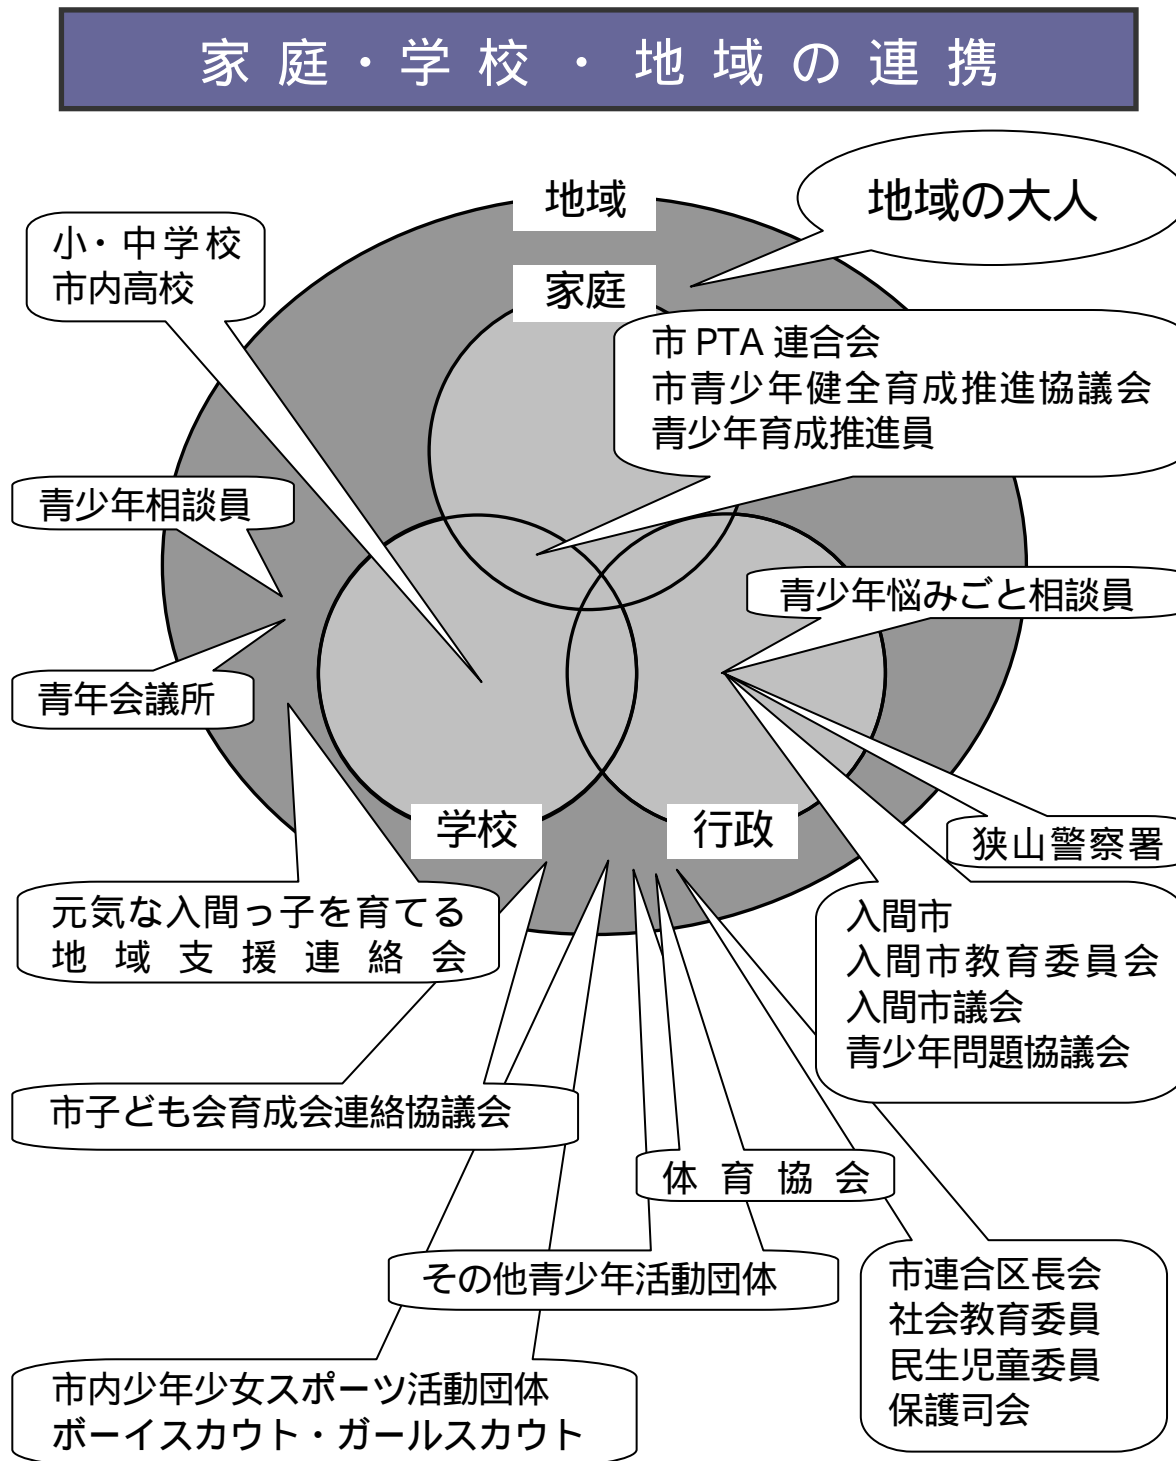 家庭・学校・地域の連携
地域
地域の大人
小・中学校
市内高校
家庭
市PTA連合会
市青少年健全育成推進協議会
青少年育成推進員
青少年相談員
青少年悩みごと相談員
青年会議所
学校
行政
狭山警察署
元気な入間っ子を育てる
地域支援連絡会
入間市
入間市教育委員会
入間市議会
青少年問題協議会
市子ども会育成会連絡協議会
体育協会
その他青少年活動団体
市連合区長会
社会教育委員
民生児童委員
保護司会
市内少年少女スポーツ活動団体
ボーイスカウト・ガールスカウト